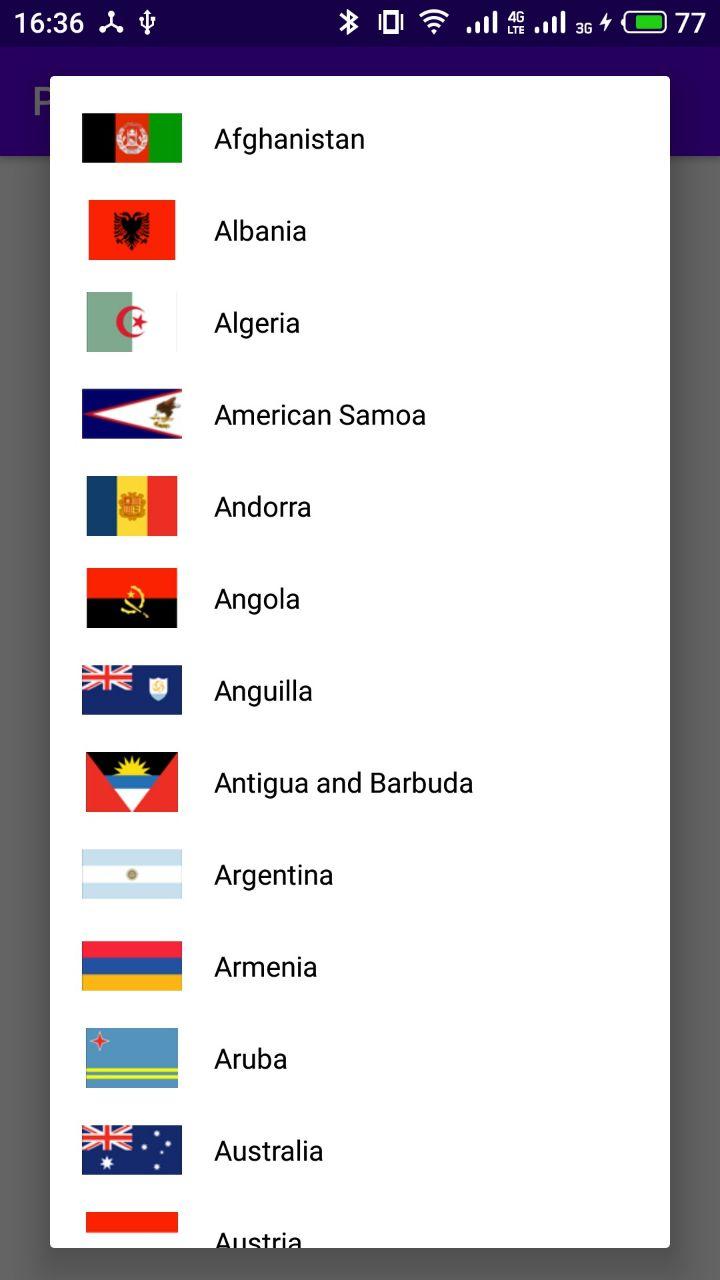 16:36 4G LTE 3G 77
P
Afghanistan
Albania
Algeria
American Samoa
Andorra
Angola
Anguilla
Antigua and Barbuda
Argentina
Armenia
Aruba
Australia
Austria